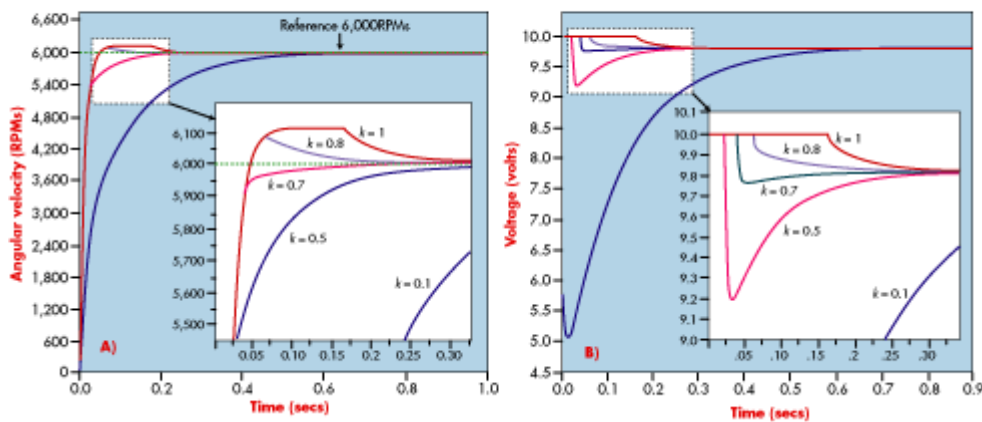 6,600
6,000
5,400
4,800
4,200
3,600
3,000
2,400
1,800
1,200
600
0
Angular velocity (RPMs)
Reference 6,000RPMs
6,100
6,000
5,900
5,800
5,700
5,600
5,500
k = 1
k = 0.8
k = 0.7
k = 0.5
k = 0.1
0.05 0.10 0.15 0.2 0.25 0.30
A)
0.0 0.2 0.4 0.6 0.8 1.0
Time (secs)
10.0
9.5
9.0
8.5
8.0
7.5
7.0
6.5
6.0
5.0
4.5
Voltage (volts)
10.1
10.0
9.9
9.8
9.7
9.6
9.5
9.4
9.3
9.2
9.1
9.0
k = 1
k = 0.8
k = 0.7
k = 0.5
k = 0.1
.05 .10 .15 .2 .25 .30
B)
0.0 0.1 0.2 0.3 0.4 0.5 0.6 0.7 0.8 0.9
Time (secs)